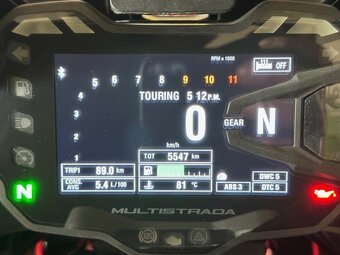 RPM x 1000
OFF
4 5 6 7 8 9 10 11
TOURING 5 12 P.M.
3
0
GEAR N
2
km/h
1
TOT 5547 km
TRIP1 89.0 km
CONS. AVG 5.4 L/100
81 °C
DWC 5
ABS 3 DTC 5
N
MULTISTRADA